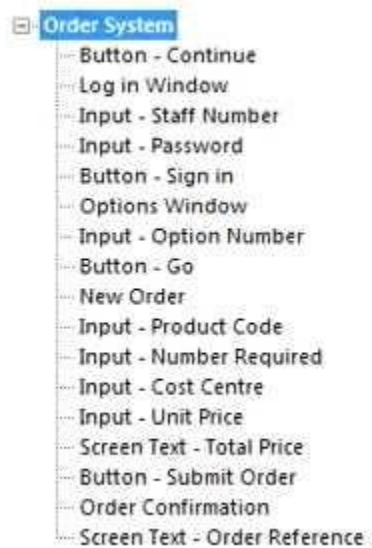 Order System
Button - Continue
Log in Window
Input - Staff Number
Input - Password
Button - Sign in
Options Window
Input - Option Number
Button - Go
New Order
Input - Product Code
Input - Number Required
Input - Cost Centre
Input - Unit Price
Screen Text - Total Price
Button - Submit Order
Order Confirmation
Screen Text - Order Reference